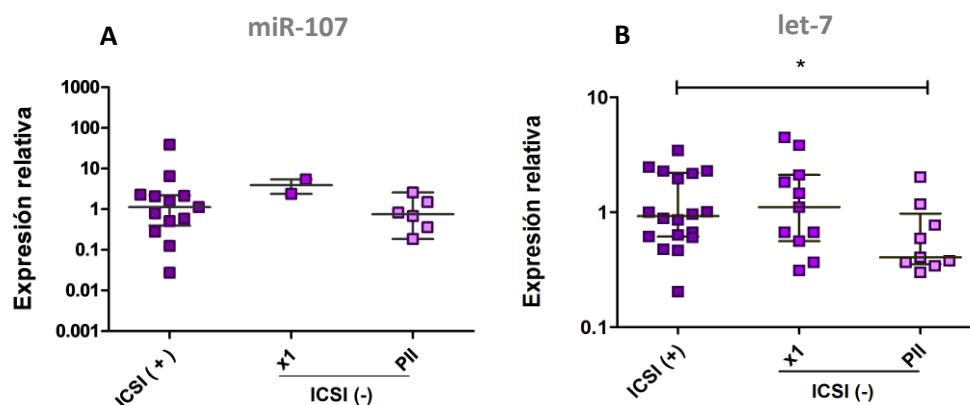 A
miR-107
Expresión relativa
1000
100
10
1
0.1
0.01
0.001
ICSI (+)
x1
PII
ICSI (-)
B
let-7
*
Expresión relativa
10
1
0.1
ICSI (+)
x1
PII
ICSI (-)